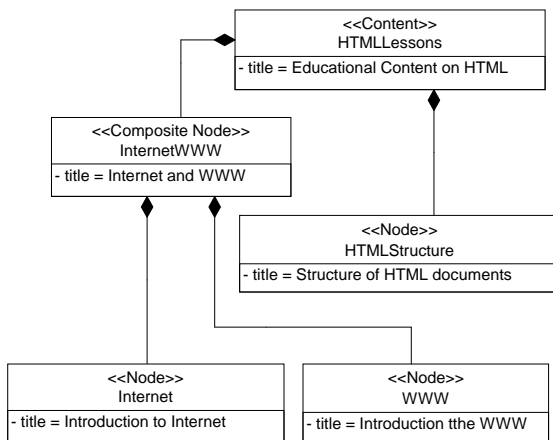 <<Content>>
HTMLLessons
- title = Educational Content on HTML
<<Composite Node>>
InternetWWW
- title = Internet and WWW
<<Node>>
HTMLStructure
- title = Structure of HTML documents
<<Node>>
Internet
- title = Introduction to Internet
<<Node>>
WWW
- title = Introduction tthe WWW